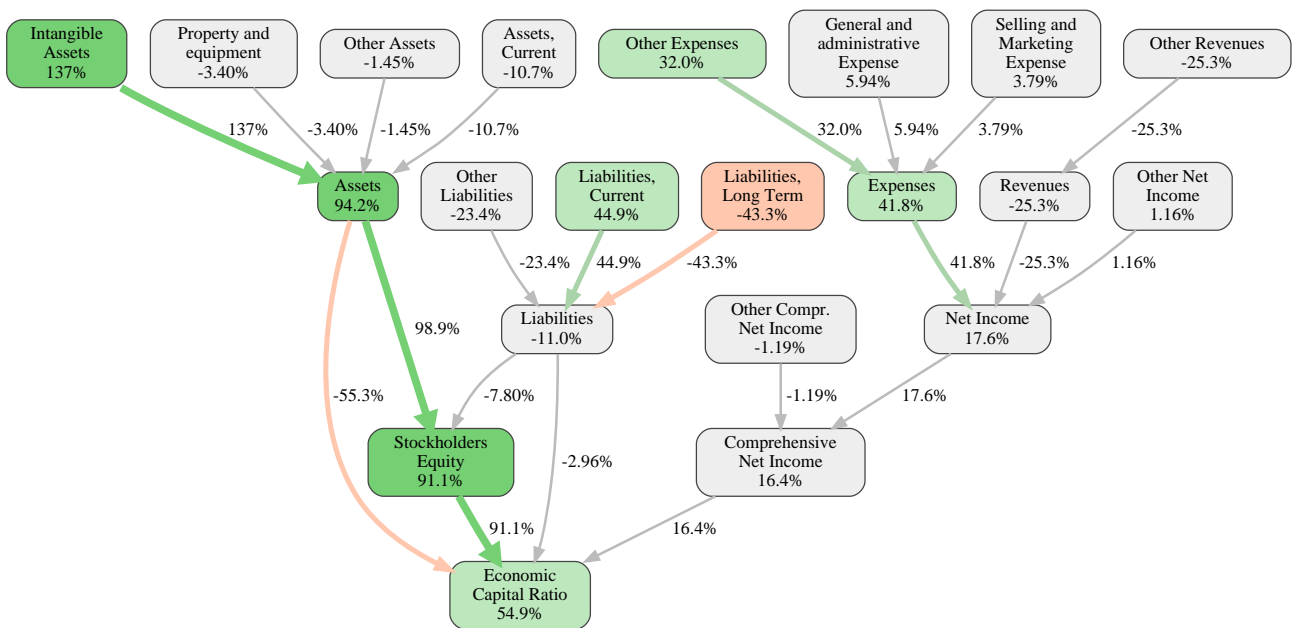 Intangible
Assets
137%
Property and
equipment
-3.40%
Other Assets
-1.45%
Assets,
Current
-10.7%
Other Expenses
32.0%
General and
administrative
Expense
5.94%
Selling and
Marketing
Expense
3.79%
Other Revenues
-25.3%
137%
-3.40%
-1.45%
-10.7%
32.0%
5.94%
3.79%
-25.3%
Assets
94.2%
Other
Liabilities
-23.4%
Liabilities,
Current
44.9%
Liabilities,
Long Term
-43.3%
Expenses
41.8%
Revenues
-25.3%
Other Net
Income
1.16%
-23.4%
44.9%
-43.3%
41.8%
-25.3%
1.16%
98.9%
Liabilities
-11.0%
Other Compr.
Net Income
-1.19%
Net Income
17.6%
-55.3%
-7.80%
-1.19%
17.6%
Stockholders
Equity
91.1%
-2.96%
Comprehensive
Net Income
16.4%
91.1%
16.4%
Economic
Capital Ratio
54.9%